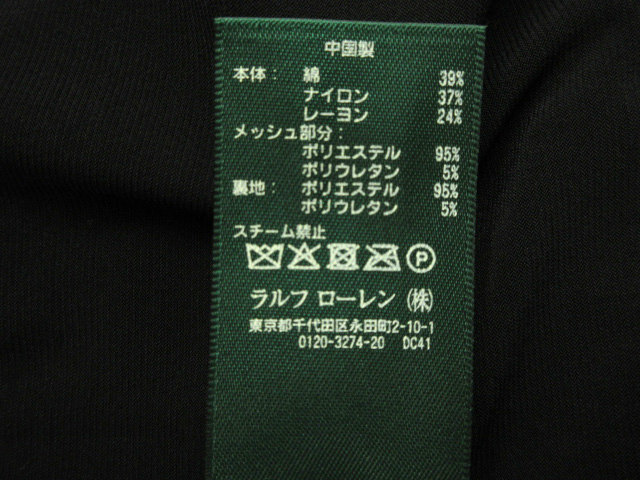 中国製
本体： 綿 39%
ナイロン 37%
レーヨン 24%
メッシュ部分：
ポリエステル 95%
ポリウレタン 5%
裏地： ポリエステル 95%
ポリウレタン 5%
スチーム禁止
P
ラルフ ローレン (株)
東京都千代田区永田町2-10-1
0120-3274-20 DC41